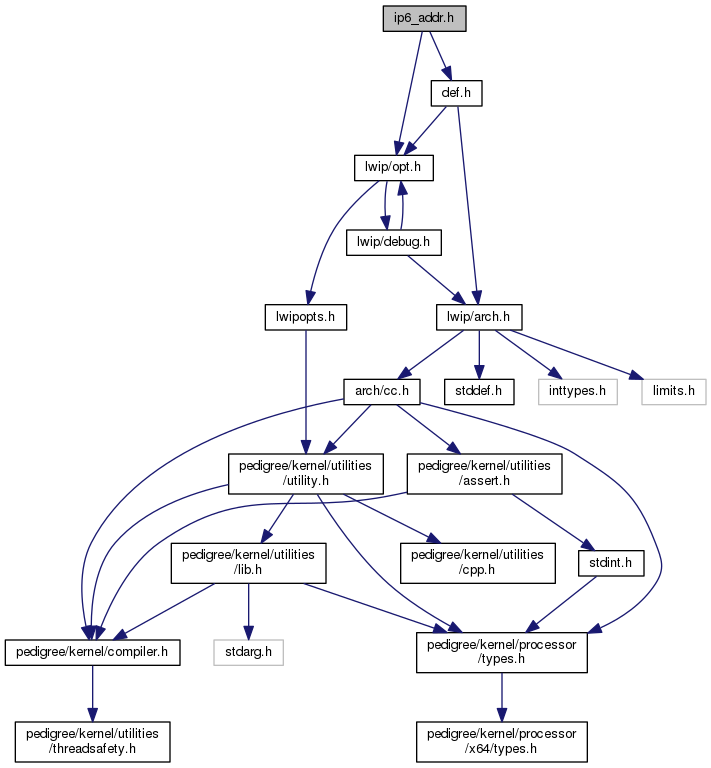 ip6_addr.h
def.h
lwip/opt.h
lwip/debug.h
lwipopts.h
lwip/arch.h
arch/cc.h
stddef.h
inttypes.h
limits.h
pedigree/kernel/utilities
/utility.h
pedigree/kernel/utilities
/assert.h
pedigree/kernel/utilities
/lib.h
pedigree/kernel/utilities
/cpp.h
stdint.h
pedigree/kernel/compiler.h
stdarg.h
pedigree/kernel/processor
/types.h
pedigree/kernel/utilities
/threadsafety.h
pedigree/kernel/processor
/x64/types.h